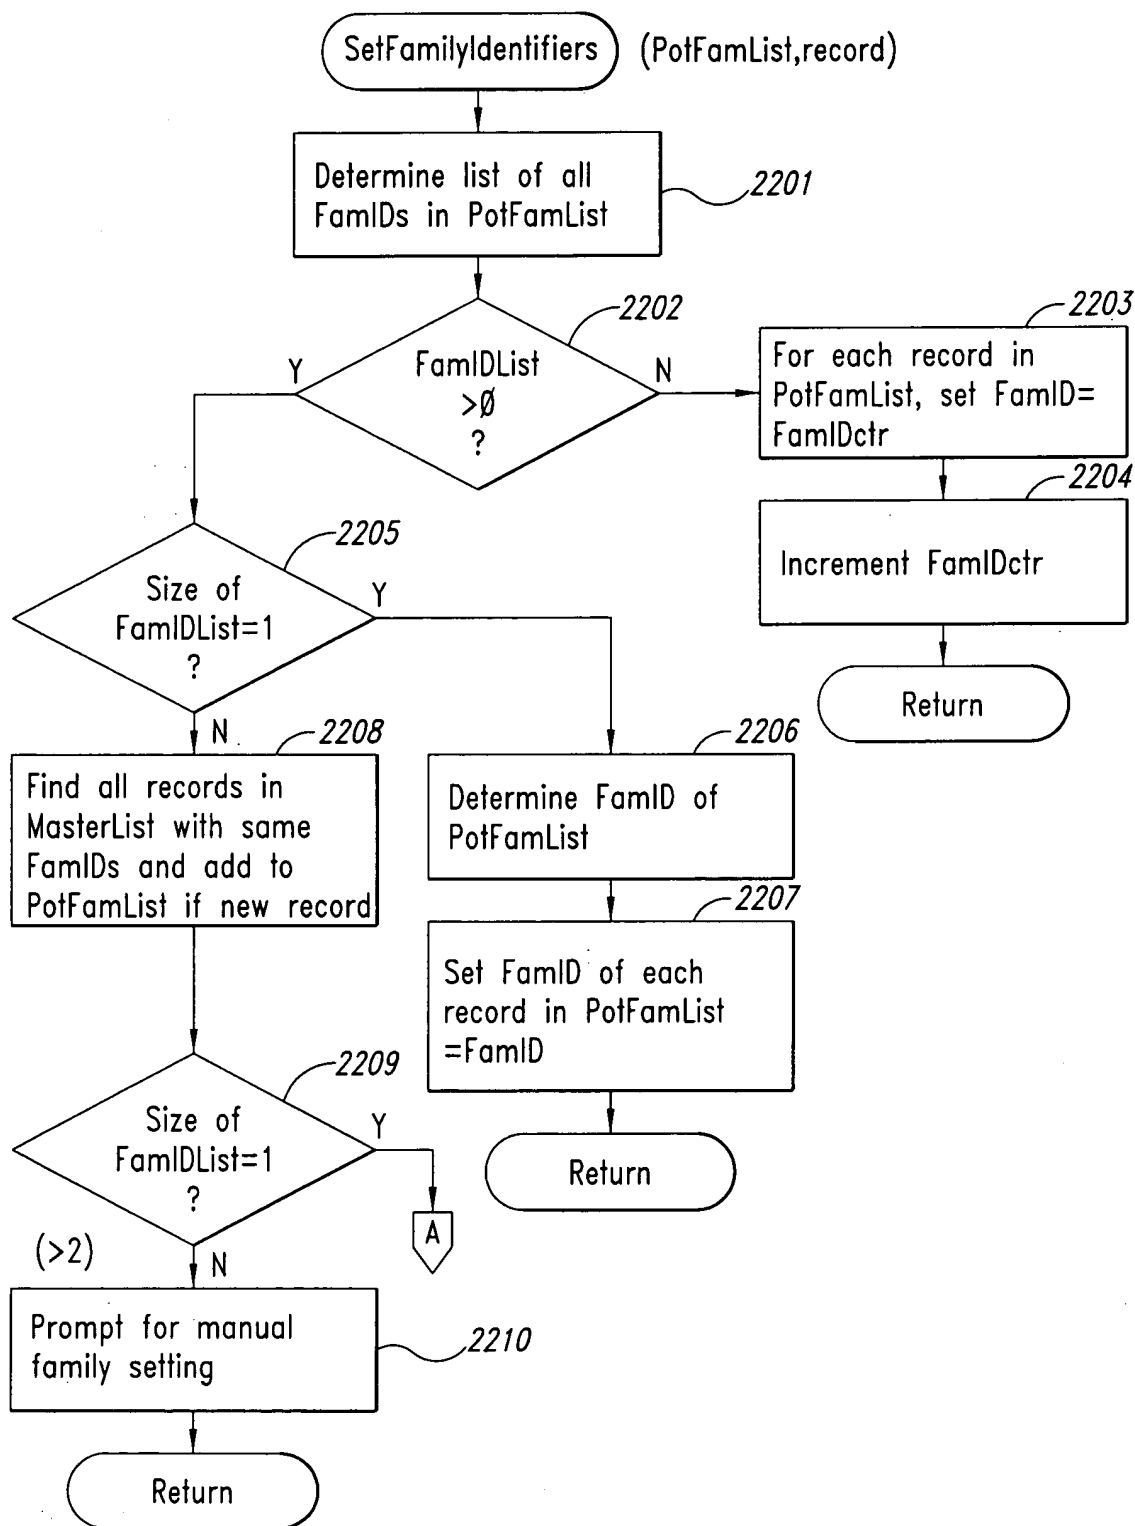 SetFamilyIdentifiers (PotFamList,record)
Determine list of all
FamIDs in PotFamList
2201
FamIDList
>Ø
?
2202
Y
N
For each record in
PotFamList, set FamID=
FamIDctr
2203
Increment FamIDctr
2204
Return
Size of
FamIDList=1
?
2205
Y
N
Determine FamID of
PotFamList
2206
Set FamID of each
record in PotFamList
=FamID
2207
Return
Find all records in
MasterList with same
FamIDs and add to
PotFamList if new record
2208
Size of
FamIDList=1
?
2209
Y
A
(>2)
N
Prompt for manual
family setting
2210
Return